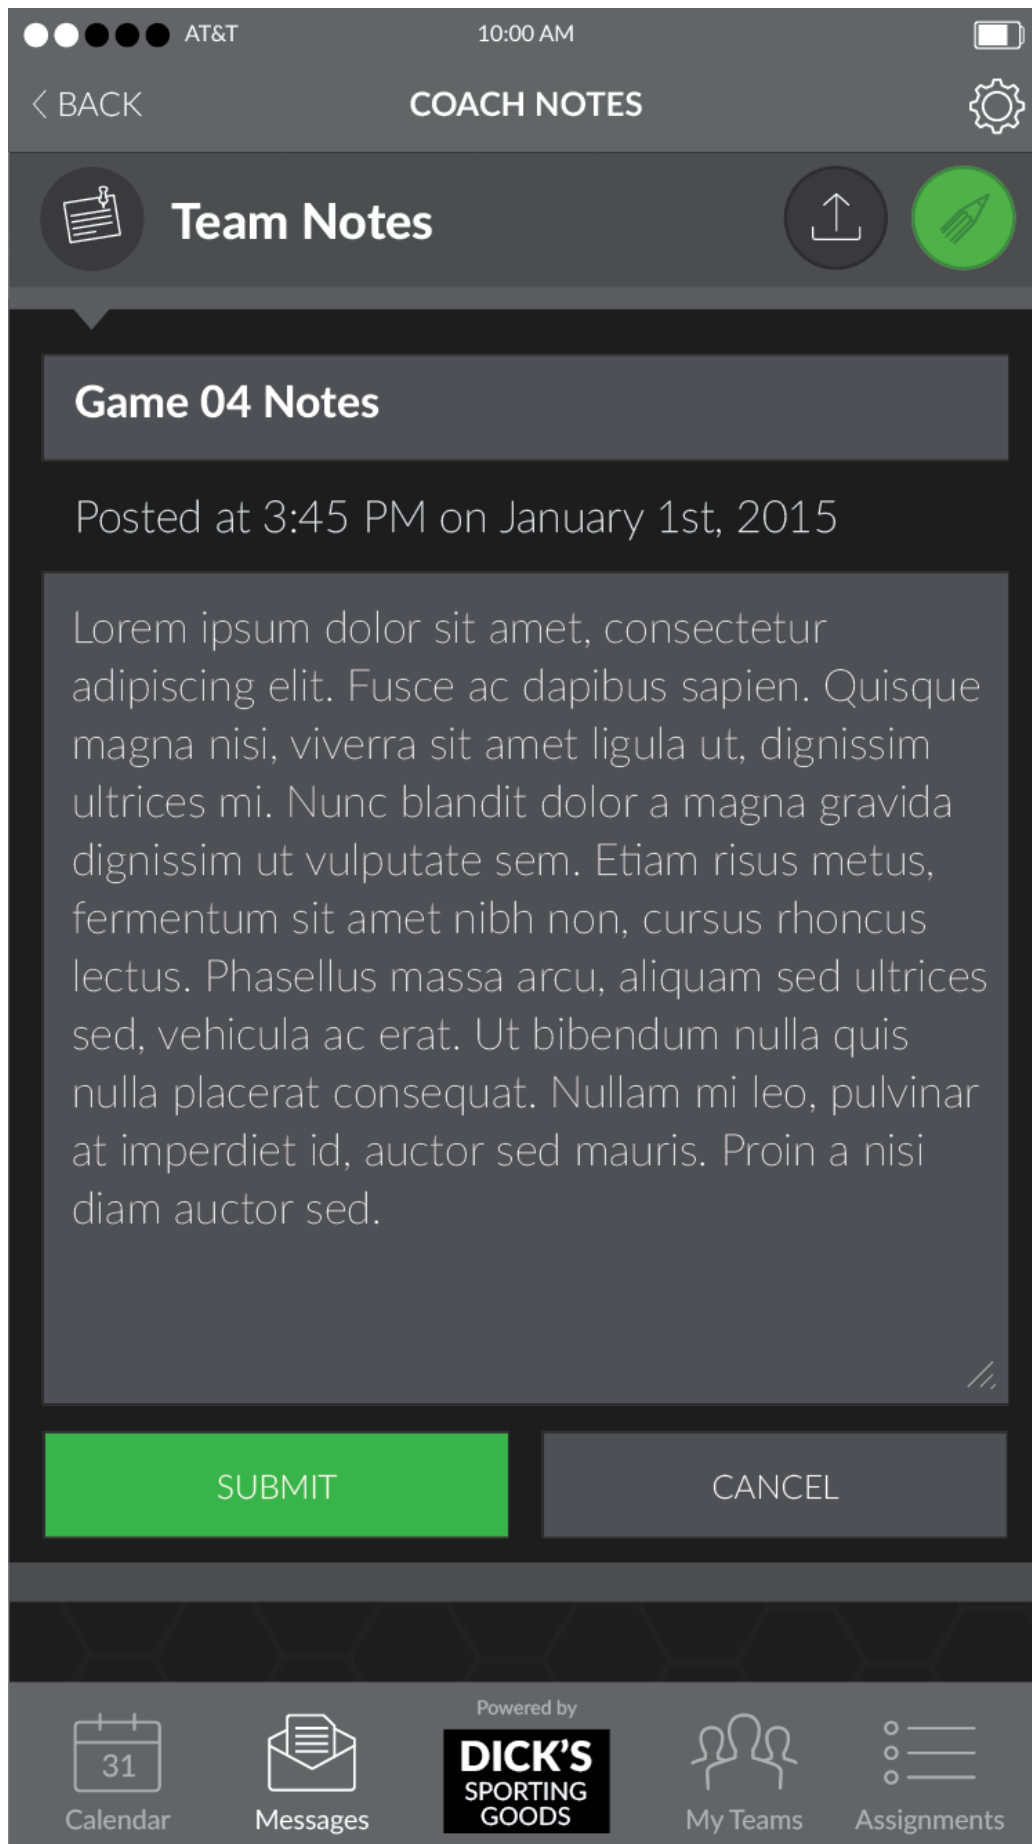 AT&T 10:00 AM
BACK COACH NOTES
Team Notes
Game 04 Notes
Posted at 3:45 PM on January 1st, 2015
Lorem ipsum dolor sit amet, consectetur
adipiscing elit. Fusce ac dapibus sapien. Quisque
magna nisi, viverra sit amet ligula ut, dignissim
ultrices mi. Nunc blandit dolor a magna gravida
dignissim ut vulputate sem. Etiam risus metus,
fermentum sit amet nibh non, cursus rhoncus
lectus. Phasellus massa arcu, aliquam sed ultrices
sed, vehicula ac erat. Ut bibendum nulla quis
nulla placerat consequat. Nullam mi leo, pulvinar
at imperdiet id, auctor sed mauris. Proin a nisi
diam auctor sed.
SUBMIT CANCEL
31
Calendar
Messages
Powered by
DICK'S
SPORTING
GOODS
My Teams
Assignments